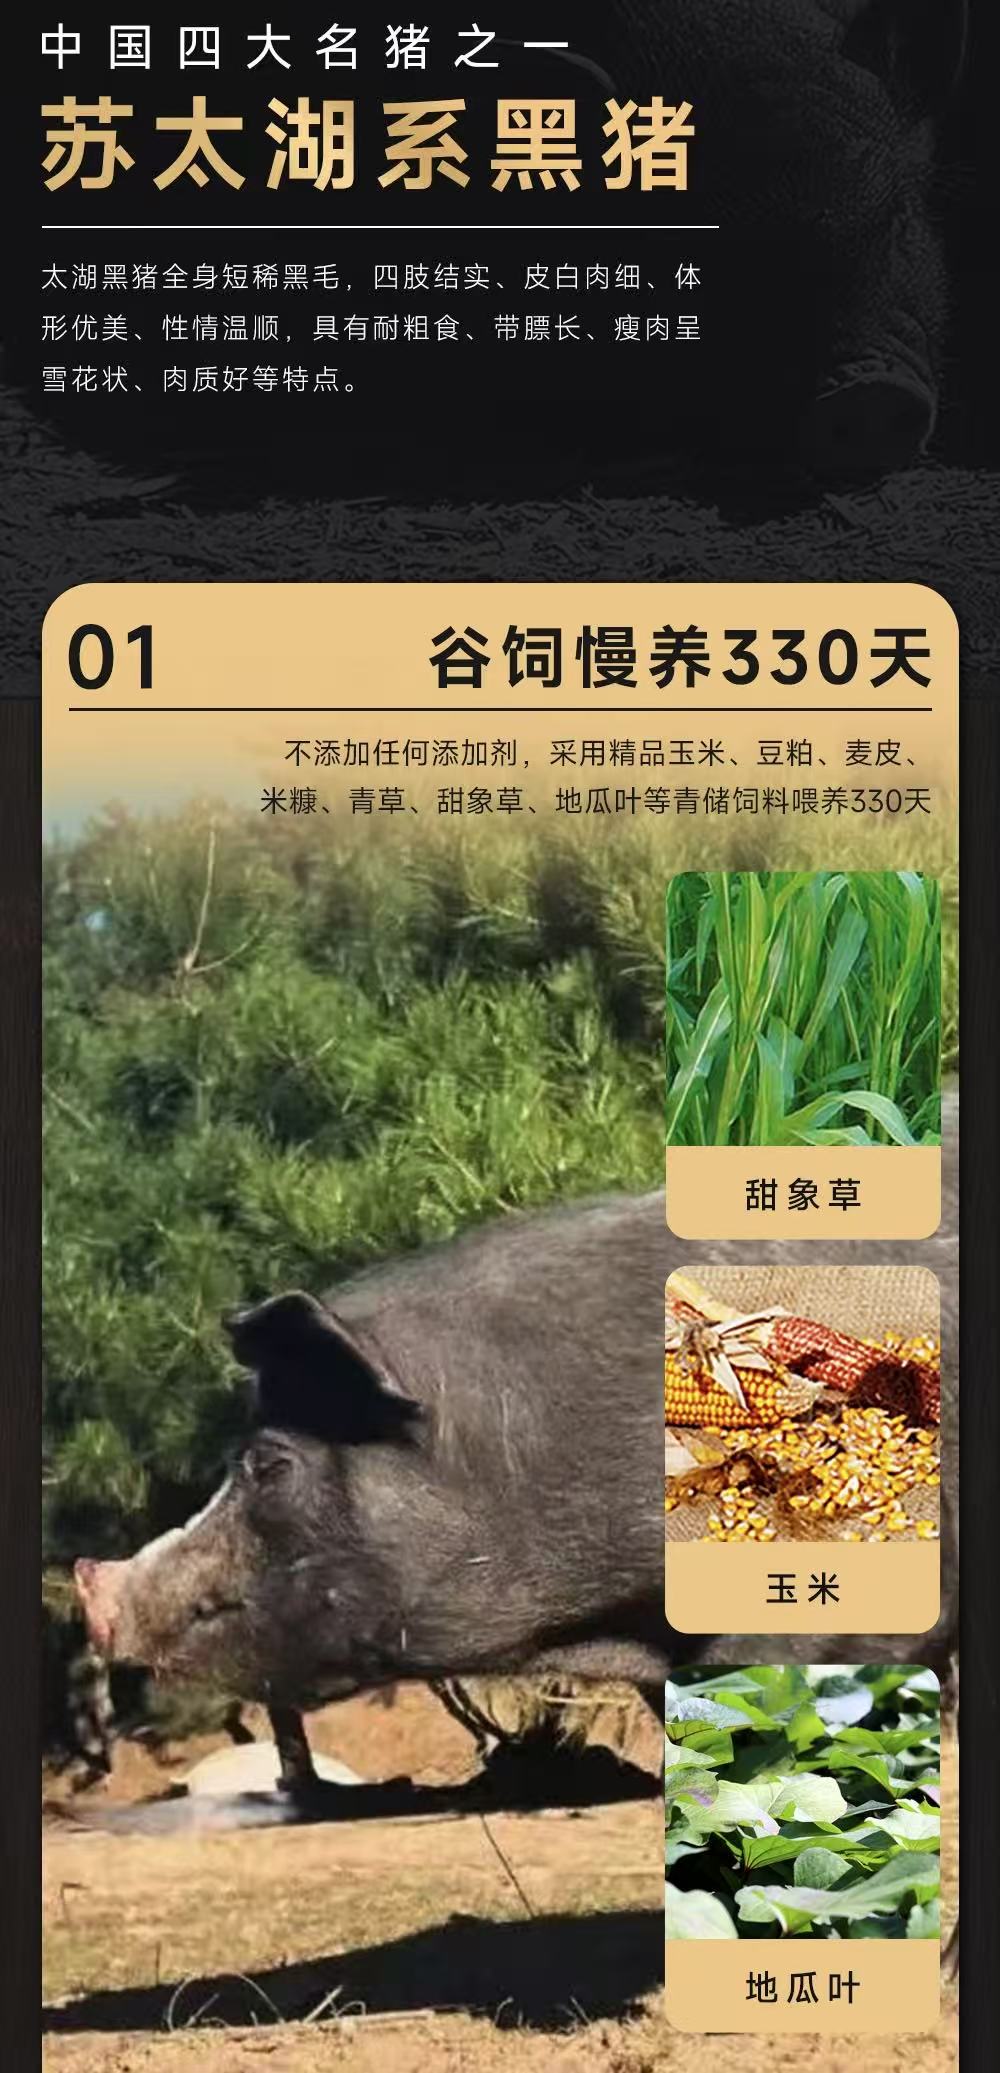 中国四大名猪之一
苏太湖系黑猪
太湖黑猪全身短稀黑毛，四肢结实、皮白肉细、体
形优美、性情温顺，具有耐粗食、带膘长、瘦肉呈
雪花状、肉质好等特点。
01
谷饲慢养330天
不添加任何添加剂，采用精品玉米、豆粕、麦皮、
米糠、青草、甜象草、地瓜叶等青储饲料喂养330天
甜象草
玉米
地瓜叶